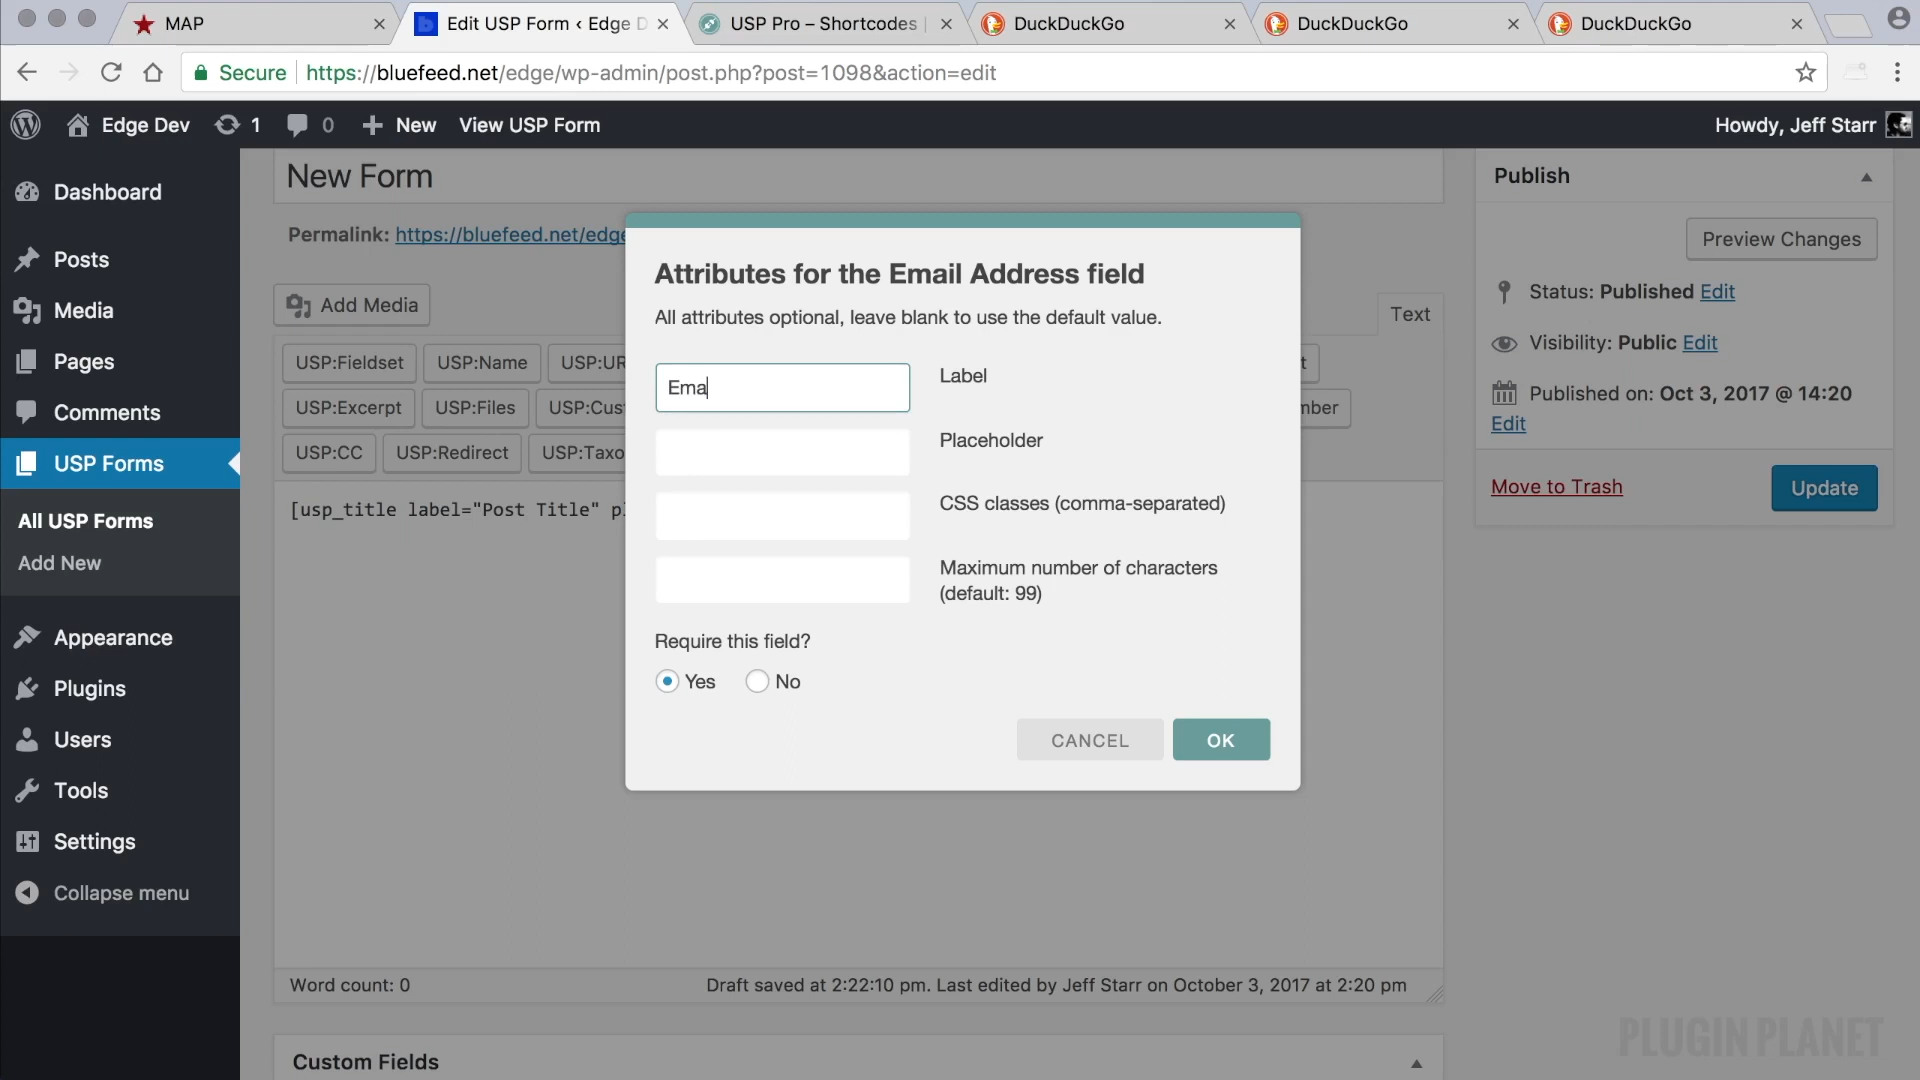 MAP
Edit USP Form ‹ Edge D
USP Pro – Shortcodes |
DuckDuckGo
DuckDuckGo
DuckDuckGo
Secure
https://bluefeed.net/edge/wp-admin/post.php?post=1098&action=edit
Edge Dev
1
0
New
View USP Form
Howdy, Jeff Starr
Dashboard
Posts
Media
Pages
Comments
USP Forms
All USP Forms
Add New
Appearance
Plugins
Users
Tools
Settings
Collapse menu
New Form
Permalink: https://bluefeed.net/edge
Add Media
Text
USP:Fieldset
USP:Name
USP:UR
t
USP:Excerpt
USP:Files
USP:Cus
mber
USP:CC
USP:Redirect
USP:Taxo
[usp_title label="Post Title" pl
Attributes for the Email Address field
All attributes optional, leave blank to use the default value.
Ema
Label
Placeholder
CSS classes (comma-separated)
Maximum number of characters
(default: 99)
Require this field?
Yes
No
CANCEL
OK
Word count: 0
Draft saved at 2:22:10 pm. Last edited by Jeff Starr on October 3, 2017 at 2:20 pm
Custom Fields
Publish
Preview Changes
Status: Published Edit
Visibility: Public Edit
Published on: Oct 3, 2017 @ 14:20
Edit
Move to Trash
Update
PLUGIN PLANET